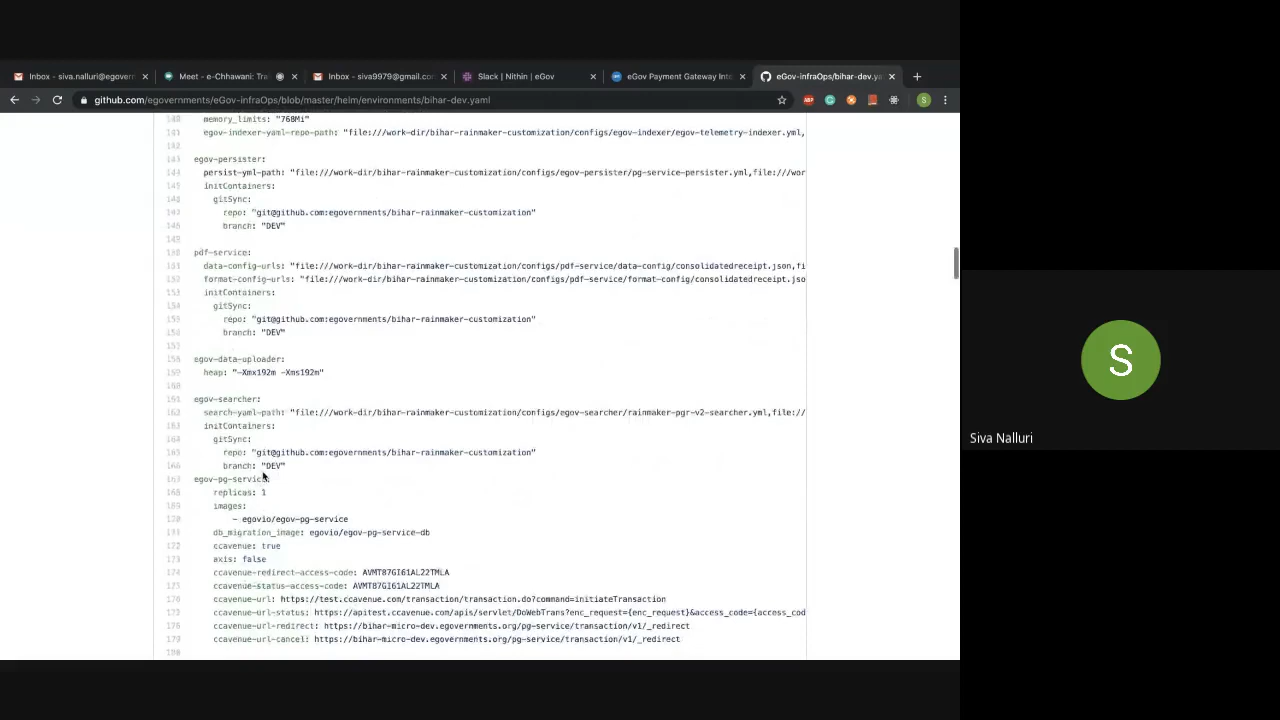 Inbox - siva.nalluri@egovern
Meet - e-Chhawani: Tra
Inbox - siva9979@gmail.co
Slack | Nithin | eGov
eGov Payment Gateway Inte
eGov-infraOps/bihar-dev.ya
github.com/egovernments/eGov-infraOps/blob/master/helm/environments/bihar-dev.yaml
ABP
S
memory_limits: "768Mi"
141 egov-indexer-yaml-repo-path: "file:///work-dir/bihar-rainmaker-customization/configs/egov-indexer/egov-telemetry-indexer.yml,
egov-persister:
persist-yml-path: "file:///work-dir/bihar-rainmaker-customization/configs/egov-persister/pg-service-persister.yml,file:///wor
initContainers:
gitSync:
repo: "git@github.com:egovernments/bihar-rainmaker-customization"
branch: "DEV"
pdf-service:
data-config-urls: "file:///work-dir/bihar-rainmaker-customization/configs/pdf-service/data-config/consolidatedreceipt.json,fi
format-config-urls: "file:///work-dir/bihar-rainmaker-customization/configs/pdf-service/format-config/consolidatedreceipt.jso
initContainers:
gitSync:
repo: "git@github.com:egovernments/bihar-rainmaker-customization"
branch: "DEV"
egov-data-uploader:
159 heap: "-Xmx192m -Xms192m"
egov-searcher:
162 search-yaml-path: "file:///work-dir/bihar-rainmaker-customization/configs/egov-searcher/rainmaker-pgr-v2-searcher.yml,file://
initContainers:
164 gitSync:
repo: "git@github.com:egovernments/bihar-rainmaker-customization"
branch: "DEV"
egov-pg-service:
168 replicas: 1
images:
- egovio/egov-pg-service
db_migration_image: egovio/egov-pg-service-db
172 ccavenue: true
173 axis: false
174 ccavenue-redirect-access-code: AVMT87GI61AL22TMLA
ccavenue-status-access-code: AVMT87GI61AL22TMLA
ccavenue-url: https://test.ccavenue.com/transaction/transaction.do?command=initiateTransaction
ccavenue-url-status: https://apitest.ccavenue.com/apis/servlet/DoWebTrans?enc_request={enc_request}&access_code={access_cod
ccavenue-url-redirect: https://bihar-micro-dev.egovernments.org/pg-service/transaction/v1/_redirect
179 ccavenue-url-cancel: https://bihar-micro-dev.egovernments.org/pg-service/transaction/v1/_redirect
S
Siva Nalluri